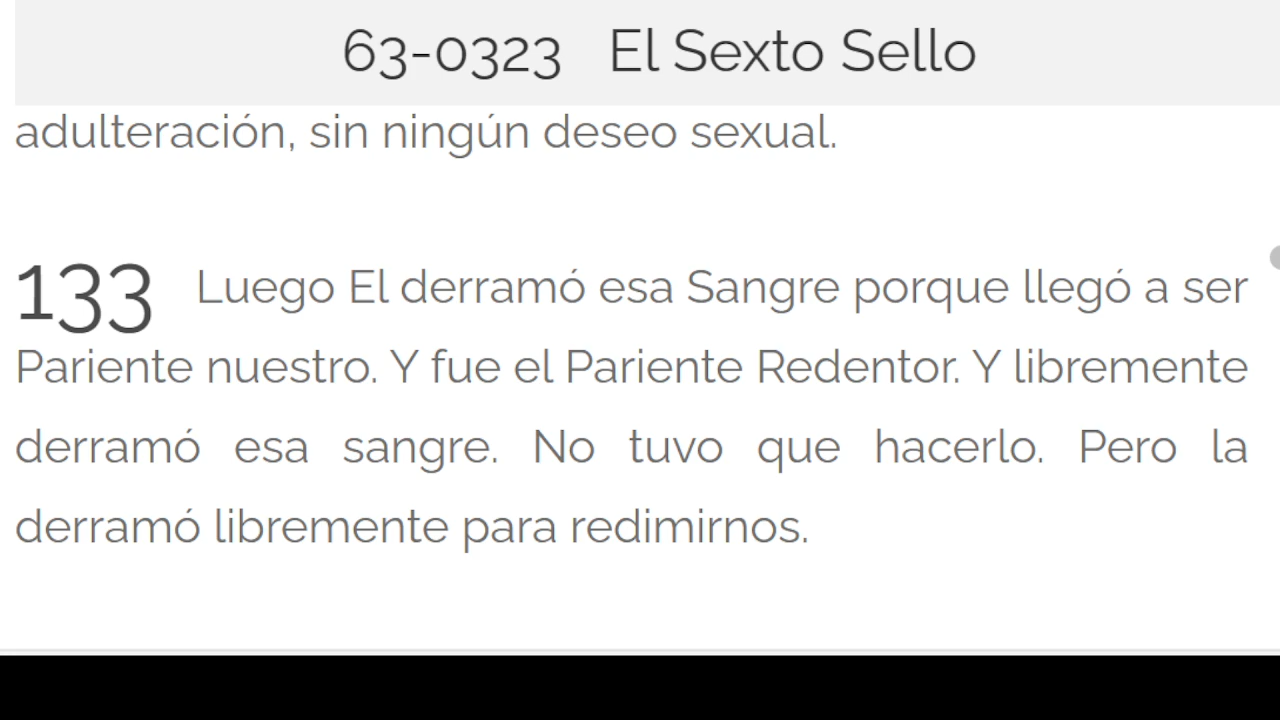 63-0323 El Sexto Sello
adulteración, sin ningún deseo sexual.
133 Luego El derramó esa Sangre porque llegó a ser
Pariente nuestro. Y fue el Pariente Redentor. Y libremente
derramó esa sangre. No tuvo que hacerlo. Pero la
derramó libremente para redimirnos.